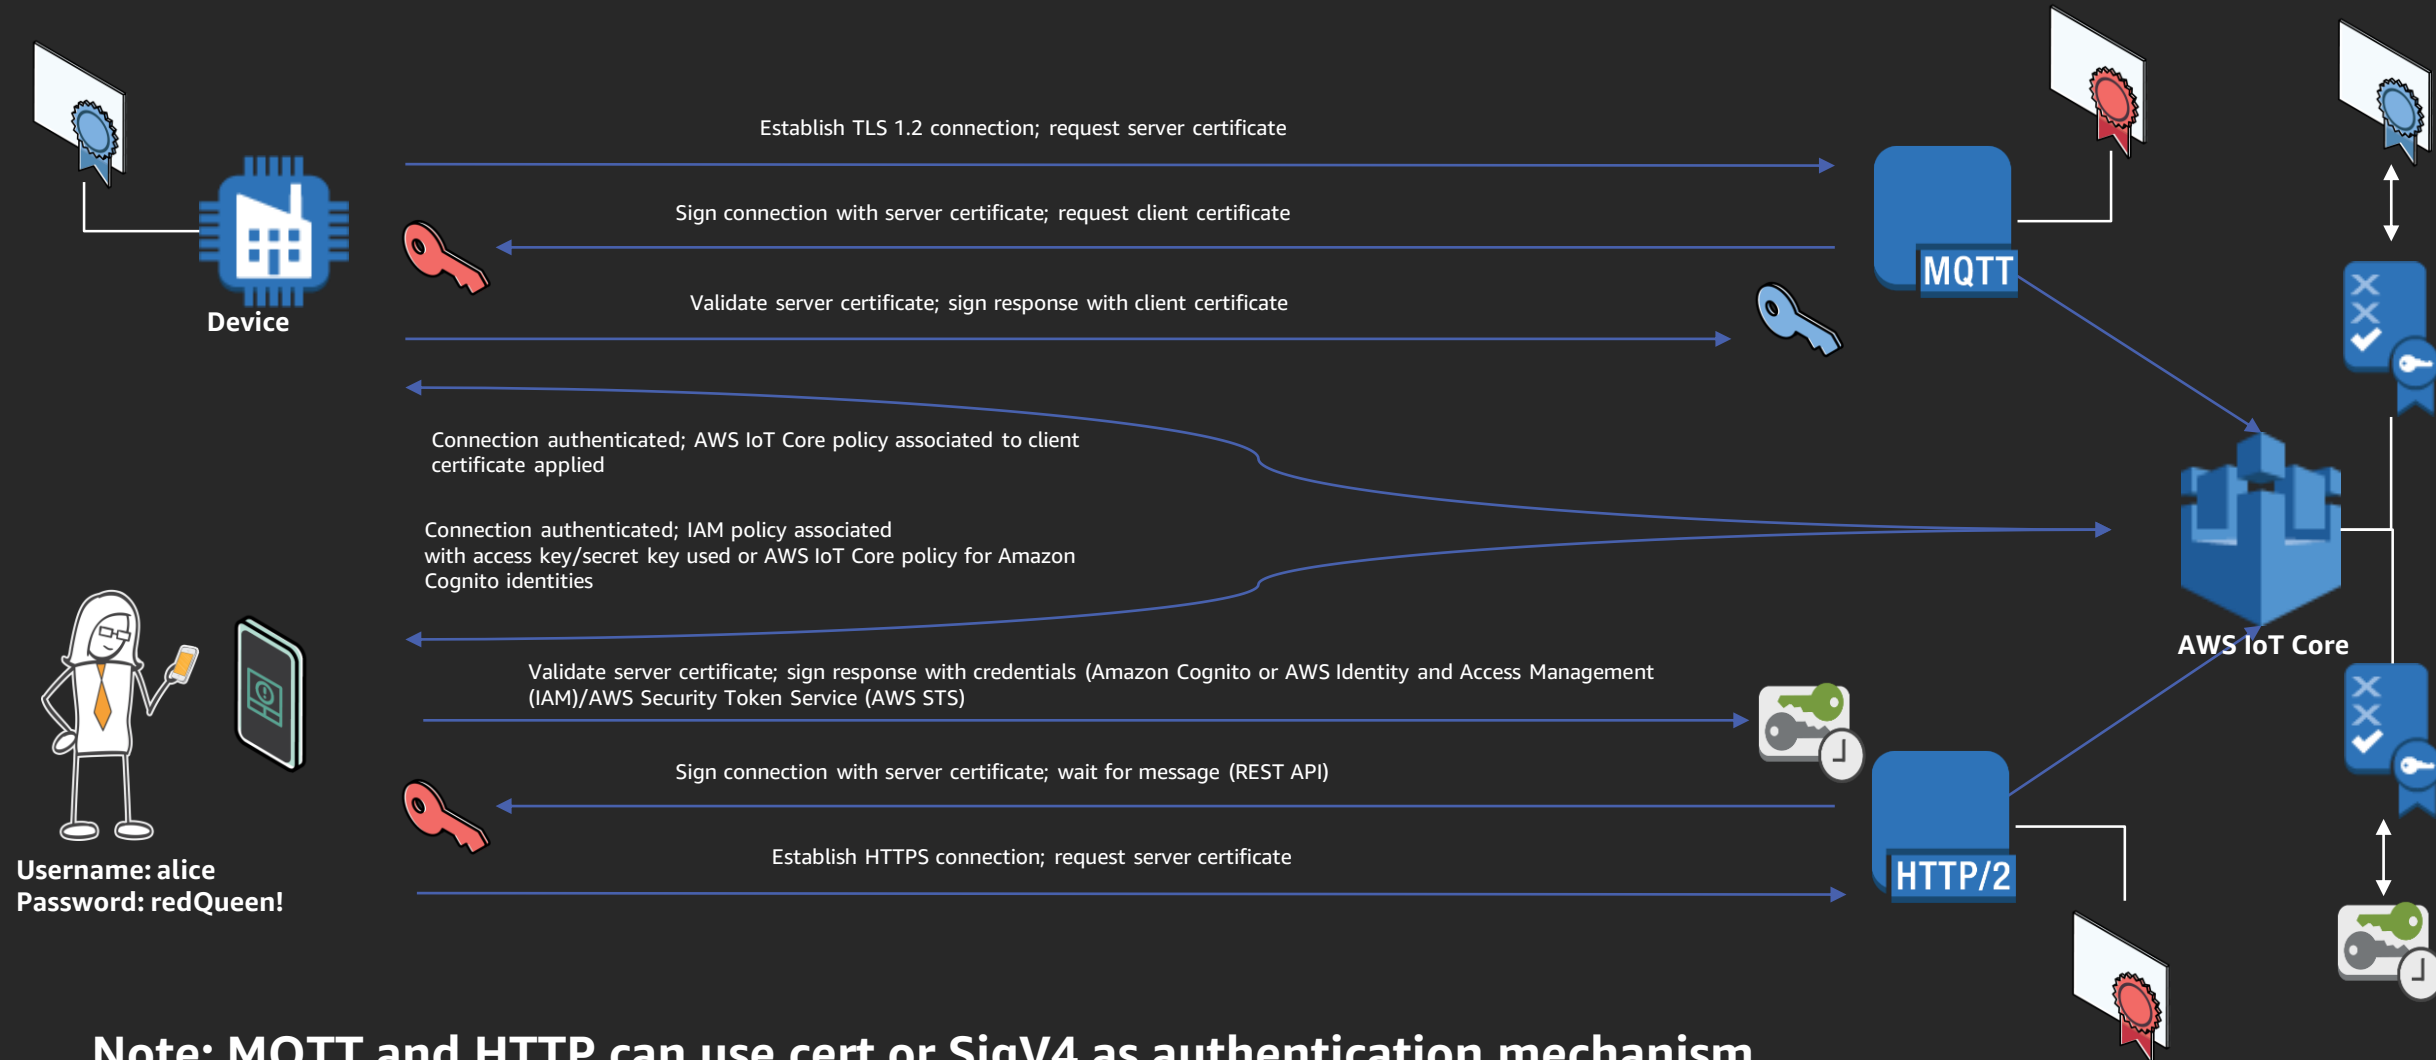 Establish TLS 1.2 connection; request server certificate
Sign connection with server certificate; request client certificate
MQTT
Validate server certificate; sign response with client certificate
Device
Connection authenticated; AWS IoT Core policy associated to client
certificate applied
Connection authenticated; IAM policy associated
with access key/secret key used or AWS IoT Core policy for Amazon
Cognito identities
AWS IoT Core
Validate server certificate; sign response with credentials (Amazon Cognito or AWS Identity and Access Management
(IAM)/AWS Security Token Service (AWS STS)
Sign connection with server certificate; wait for message (REST API)
Establish HTTPS connection; request server certificate
HTTP/2
Username: alice
Password: redQueen!
Note: MQTT and HTTP can use cert or SigV4 as authentication mechanism